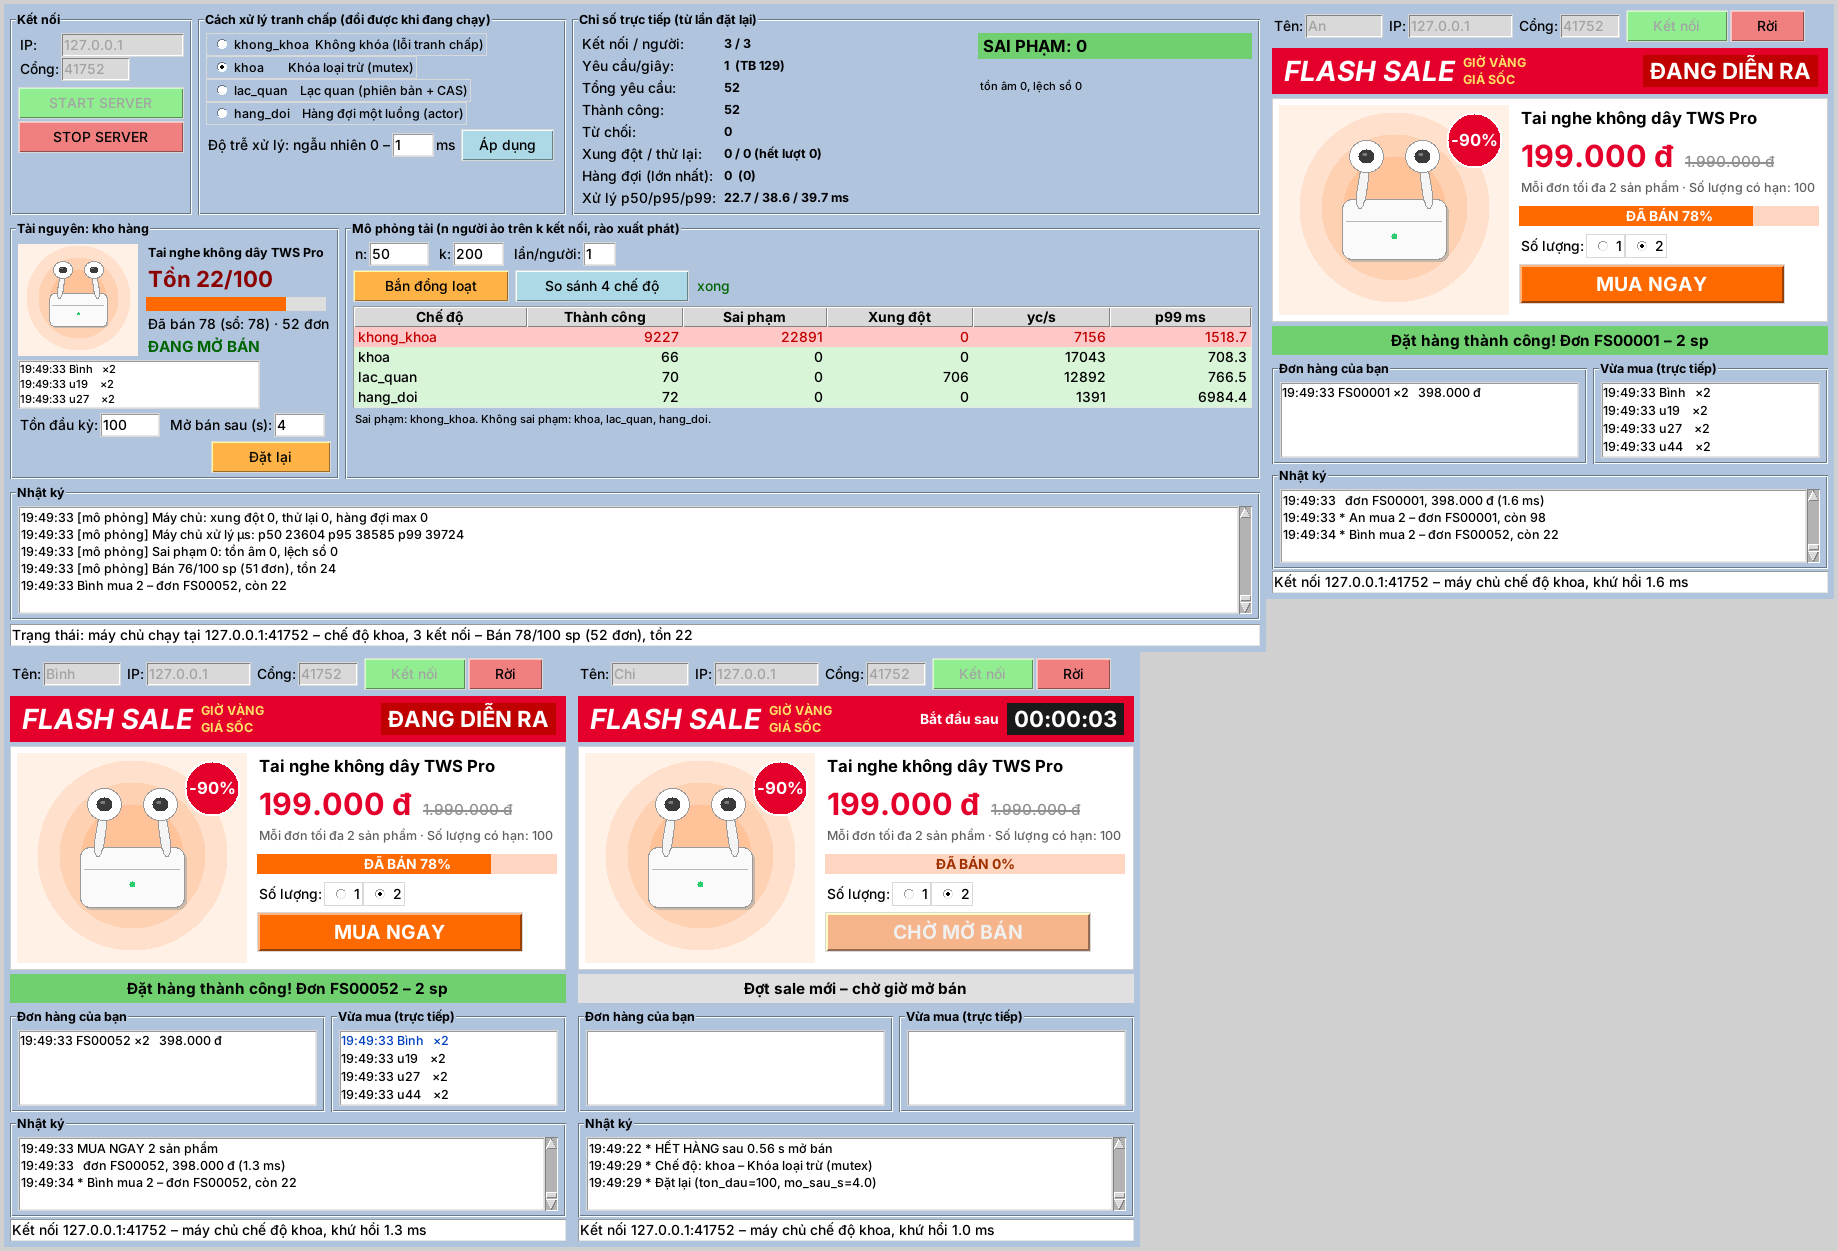 Kết nối
IP: 127.0.0.1
Cổng: 41752
START SERVER
STOP SERVER
Cách xử lý tranh chấp (đổi được khi đang chạy)
khong_khoa Không khóa (lỗi tranh chấp)
khoa Khóa loại trừ (mutex)
lac_quan Lạc quan (phiên bản + CAS)
hang_doi Hàng đợi một luồng (actor)
Độ trễ xử lý: ngẫu nhiên 0 – 1 ms Áp dụng
Chỉ số trực tiếp (từ lần đặt lại)
Kết nối / người: 3 / 3
Yêu cầu/giây: 1 (TB 129)
Tổng yêu cầu: 52
Thành công: 52
Từ chối: 0
Xung đột / thử lại: 0 / 0 (hết lượt 0)
Hàng đợi (lớn nhất): 0 (0)
Xử lý p50/p95/p99: 22.7 / 38.6 / 39.7 ms
SAI PHẠM: 0
tồn âm 0, lệch sổ 0
Tài nguyên: kho hàng
Tai nghe không dây TWS Pro
Tồn 22/100
Đã bán 78 (sổ: 78) · 52 đơn
ĐANG MỞ BÁN
19:49:33 Bình ×2
19:49:33 u19 ×2
19:49:33 u27 ×2
Tồn đầu kỳ: 100 Mở bán sau (s): 4
Đặt lại
Mô phỏng tải (n người ảo trên k kết nối, rào xuất phát)
n: 50 k: 200 lần/người: 1
Bắn đồng loạt So sánh 4 chế độ xong
Chế độ Thành công Sai phạm Xung đột yc/s p99 ms
khong_khoa 9227 22891 0 7156 1518.7
khoa 66 0 0 17043 708.3
lac_quan 70 0 706 12892 766.5
hang_doi 72 0 0 1391 6984.4
Sai phạm: khong_khoa. Không sai phạm: khoa, lac_quan, hang_doi.
Nhật ký
19:49:33 [mô phỏng] Máy chủ: xung đột 0, thử lại 0, hàng đợi max 0
19:49:33 [mô phỏng] Máy chủ xử lý µs: p50 23604 p95 38585 p99 39724
19:49:33 [mô phỏng] Sai phạm 0: tồn âm 0, lệch sổ 0
19:49:33 [mô phỏng] Bán 76/100 sp (51 đơn), tồn 24
19:49:33 Bình mua 2 – đơn FS00052, còn 22
Trạng thái: máy chủ chạy tại 127.0.0.1:41752 – chế độ khoa, 3 kết nối – Bán 78/100 sp (52 đơn), tồn 22
Tên: An IP: 127.0.0.1 Cổng: 41752 Kết nối Rời
FLASH SALE GIỜ VÀNG GIÁ SỐC ĐANG DIỄN RA
-90%
Tai nghe không dây TWS Pro
199.000 đ 1.990.000 đ
Mỗi đơn tối đa 2 sản phẩm · Số lượng có hạn: 100
ĐÃ BÁN 78%
Số lượng: 1 2
MUA NGAY
Đặt hàng thành công! Đơn FS00001 – 2 sp
Đơn hàng của bạn
19:49:33 FS00001 ×2 398.000 đ
Vừa mua (trực tiếp)
19:49:33 Bình ×2
19:49:33 u19 ×2
19:49:33 u27 ×2
19:49:33 u44 ×2
Nhật ký
19:49:33 đơn FS00001, 398.000 đ (1.6 ms)
19:49:33 * An mua 2 – đơn FS00001, còn 98
19:49:34 * Bình mua 2 – đơn FS00052, còn 22
Kết nối 127.0.0.1:41752 – máy chủ chế độ khoa, khứ hồi 1.6 ms
Tên: Bình IP: 127.0.0.1 Cổng: 41752 Kết nối Rời
FLASH SALE GIỜ VÀNG GIÁ SỐC ĐANG DIỄN RA
-90%
Tai nghe không dây TWS Pro
199.000 đ 1.990.000 đ
Mỗi đơn tối đa 2 sản phẩm · Số lượng có hạn: 100
ĐÃ BÁN 78%
Số lượng: 1 2
MUA NGAY
Đặt hàng thành công! Đơn FS00052 – 2 sp
Đơn hàng của bạn
19:49:33 FS00052 ×2 398.000 đ
Vừa mua (trực tiếp)
19:49:33 Bình ×2
19:49:33 u19 ×2
19:49:33 u27 ×2
19:49:33 u44 ×2
Nhật ký
19:49:33 MUA NGAY 2 sản phẩm
19:49:33 đơn FS00052, 398.000 đ (1.3 ms)
19:49:34 * Bình mua 2 – đơn FS00052, còn 22
Kết nối 127.0.0.1:41752 – máy chủ chế độ khoa, khứ hồi 1.3 ms
Tên: Chi IP: 127.0.0.1 Cổng: 41752 Kết nối Rời
FLASH SALE GIỜ VÀNG GIÁ SỐC Bắt đầu sau 00:00:03
-90%
Tai nghe không dây TWS Pro
199.000 đ 1.990.000 đ
Mỗi đơn tối đa 2 sản phẩm · Số lượng có hạn: 100
ĐÃ BÁN 0%
Số lượng: 1 2
CHỜ MỞ BÁN
Đợt sale mới – chờ giờ mở bán
Đơn hàng của bạn
Vừa mua (trực tiếp)
Nhật ký
19:49:22 * HẾT HÀNG sau 0.56 s mở bán
19:49:29 * Chế độ: khoa – Khóa loại trừ (mutex)
19:49:29 * Đặt lại (ton_dau=100, mo_sau_s=4.0)
Kết nối 127.0.0.1:41752 – máy chủ chế độ khoa, khứ hồi 1.0 ms